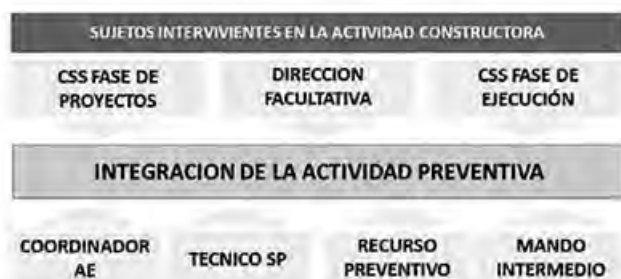 SUJETOS INTERVIVIENTES EN LA ACTIVIDAD CONSTRUCTORA
CSS FASE DE
PROYECTOS
DIRECCION
FACULTATIVA
CSS FASE DE
EJECUCIÓN
INTEGRACION DE LA ACTIVIDAD PREVENTIVA
COORDINADOR
AE
TECNICO SP
RECURSO
PREVENTIVO
MANDO
INTERMEDIO